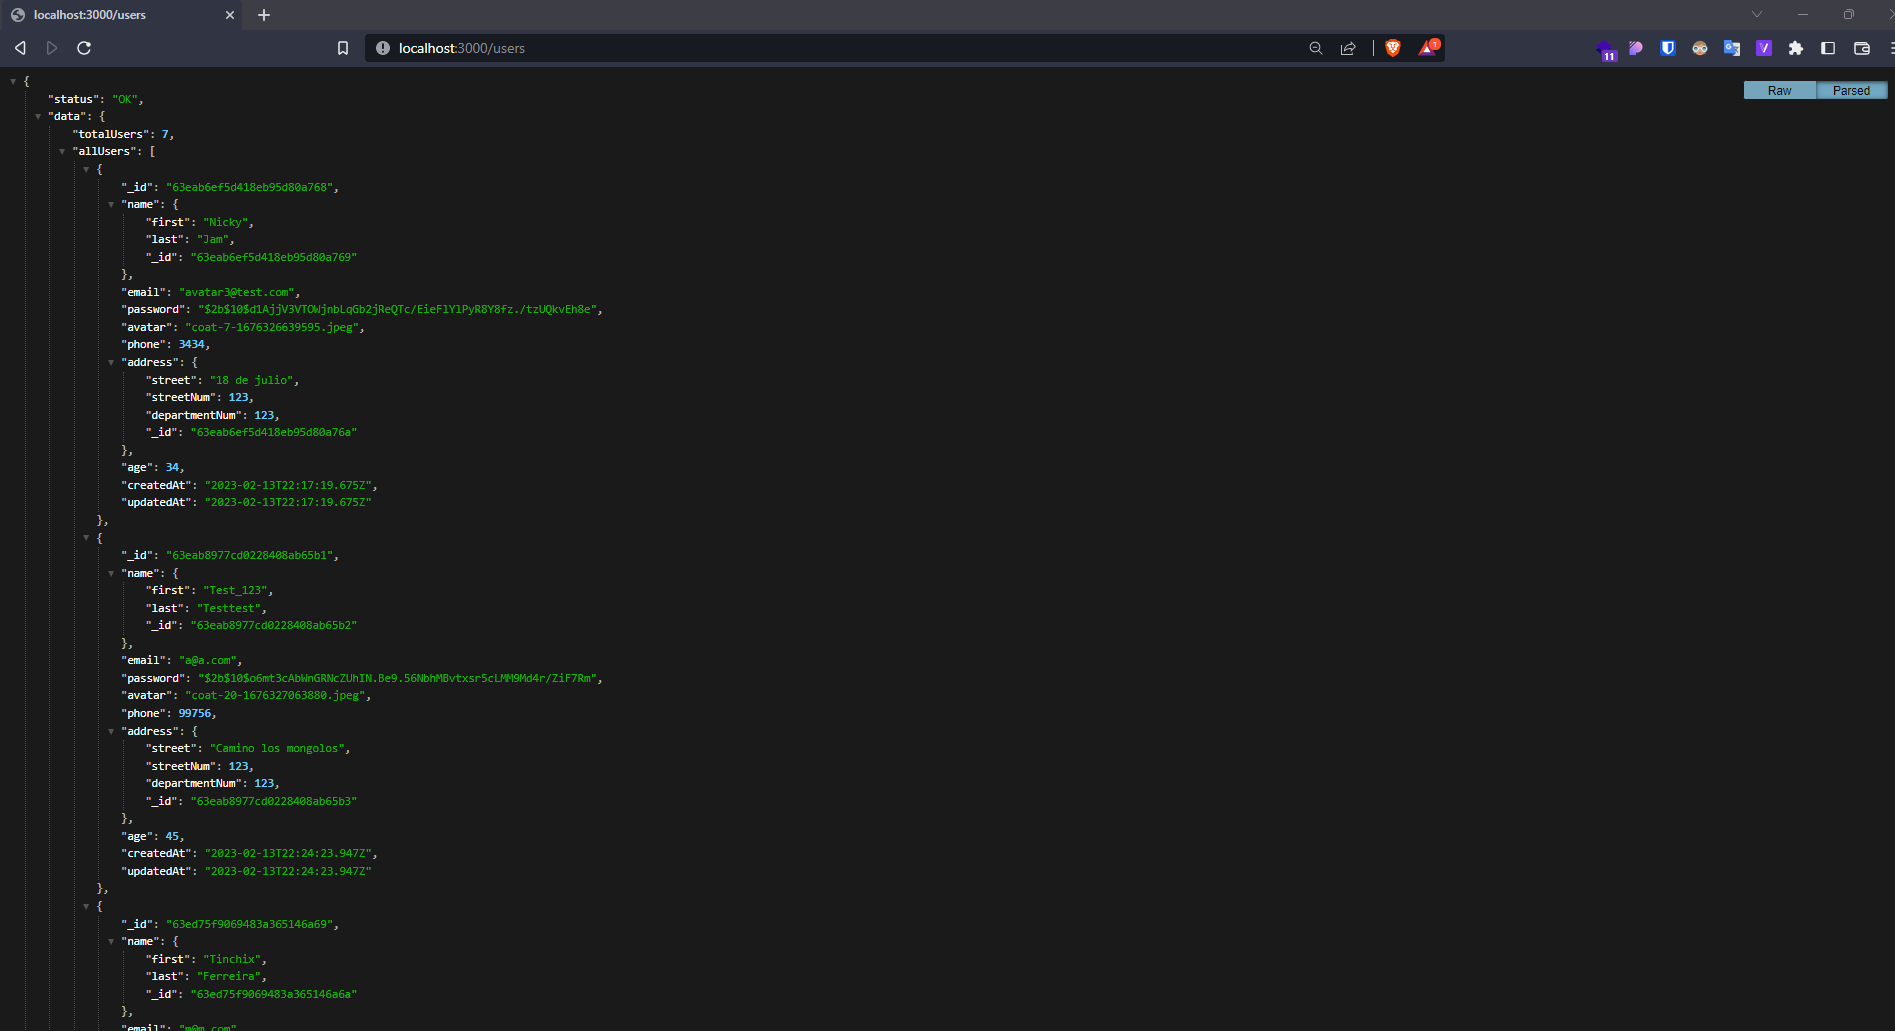 localhost:3000/users
localhost:3000/users
1
11
V
Raw
Parsed
{
"status": "OK",
"data": {
"totalUsers": 7,
"allUsers": [
{
"_id": "63eab6ef5d418eb95d80a768",
"name": {
"first": "Nicky",
"last": "Jam",
"_id": "63eab6ef5d418eb95d80a769"
},
"email": "avatar3@test.com",
"password": "$2b$10$d1AjjV3VTOWjnbLqGb2jReQTc/EieFlYlPyR8Y8fz./tzUQkvEh8e",
"avatar": "coat-7-1676326639595.jpeg",
"phone": 3434,
"address": {
"street": "18 de julio",
"streetNum": 123,
"departmentNum": 123,
"_id": "63eab6ef5d418eb95d80a76a"
},
"age": 34,
"createdAt": "2023-02-13T22:17:19.675Z",
"updatedAt": "2023-02-13T22:17:19.675Z"
},
{
"_id": "63eab8977cd0228408ab65b1",
"name": {
"first": "Test_123",
"last": "Testtest",
"_id": "63eab8977cd0228408ab65b2"
},
"email": "a@a.com",
"password": "$2b$10$o6mt3cAbWnGRNcZUhIN.Be9.56NbhMBvtxsr5cLMM9Md4r/ZiF7Rm",
"avatar": "coat-20-1676327063880.jpeg",
"phone": 99756,
"address": {
"street": "Camino los mongolos",
"streetNum": 123,
"departmentNum": 123,
"_id": "63eab8977cd0228408ab65b3"
},
"age": 45,
"createdAt": "2023-02-13T22:24:23.947Z",
"updatedAt": "2023-02-13T22:24:23.947Z"
},
{
"_id": "63ed75f9069483a365146a69",
"name": {
"first": "Tinchix",
"last": "Ferreira",
"_id": "63ed75f9069483a365146a6a"
},
"email": "m@m.com"